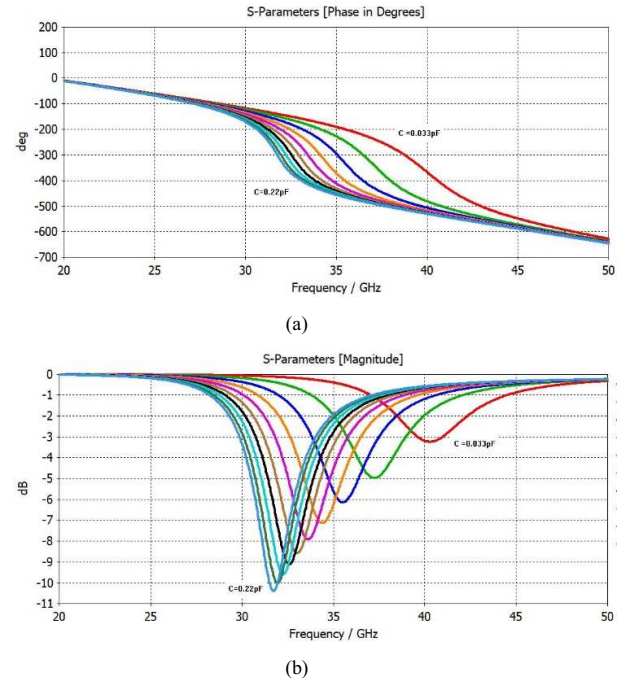 S-Parameters [Phase in Degrees]
200
100
0
-100
-200
-300
-400
-500
-600
-700
deg
C =0.033pF
C=0.22pF
20 25 30 35 40 45 50
Frequency / GHz
(a)
S-Parameters [Magnitude]
0
-1
-2
-3
-4
-5
-6
-7
-8
-9
-10
-11
dB
C =0.033pF
C=0.22pF
20 25 30 35 40 45 50
Frequency / GHz
(b)